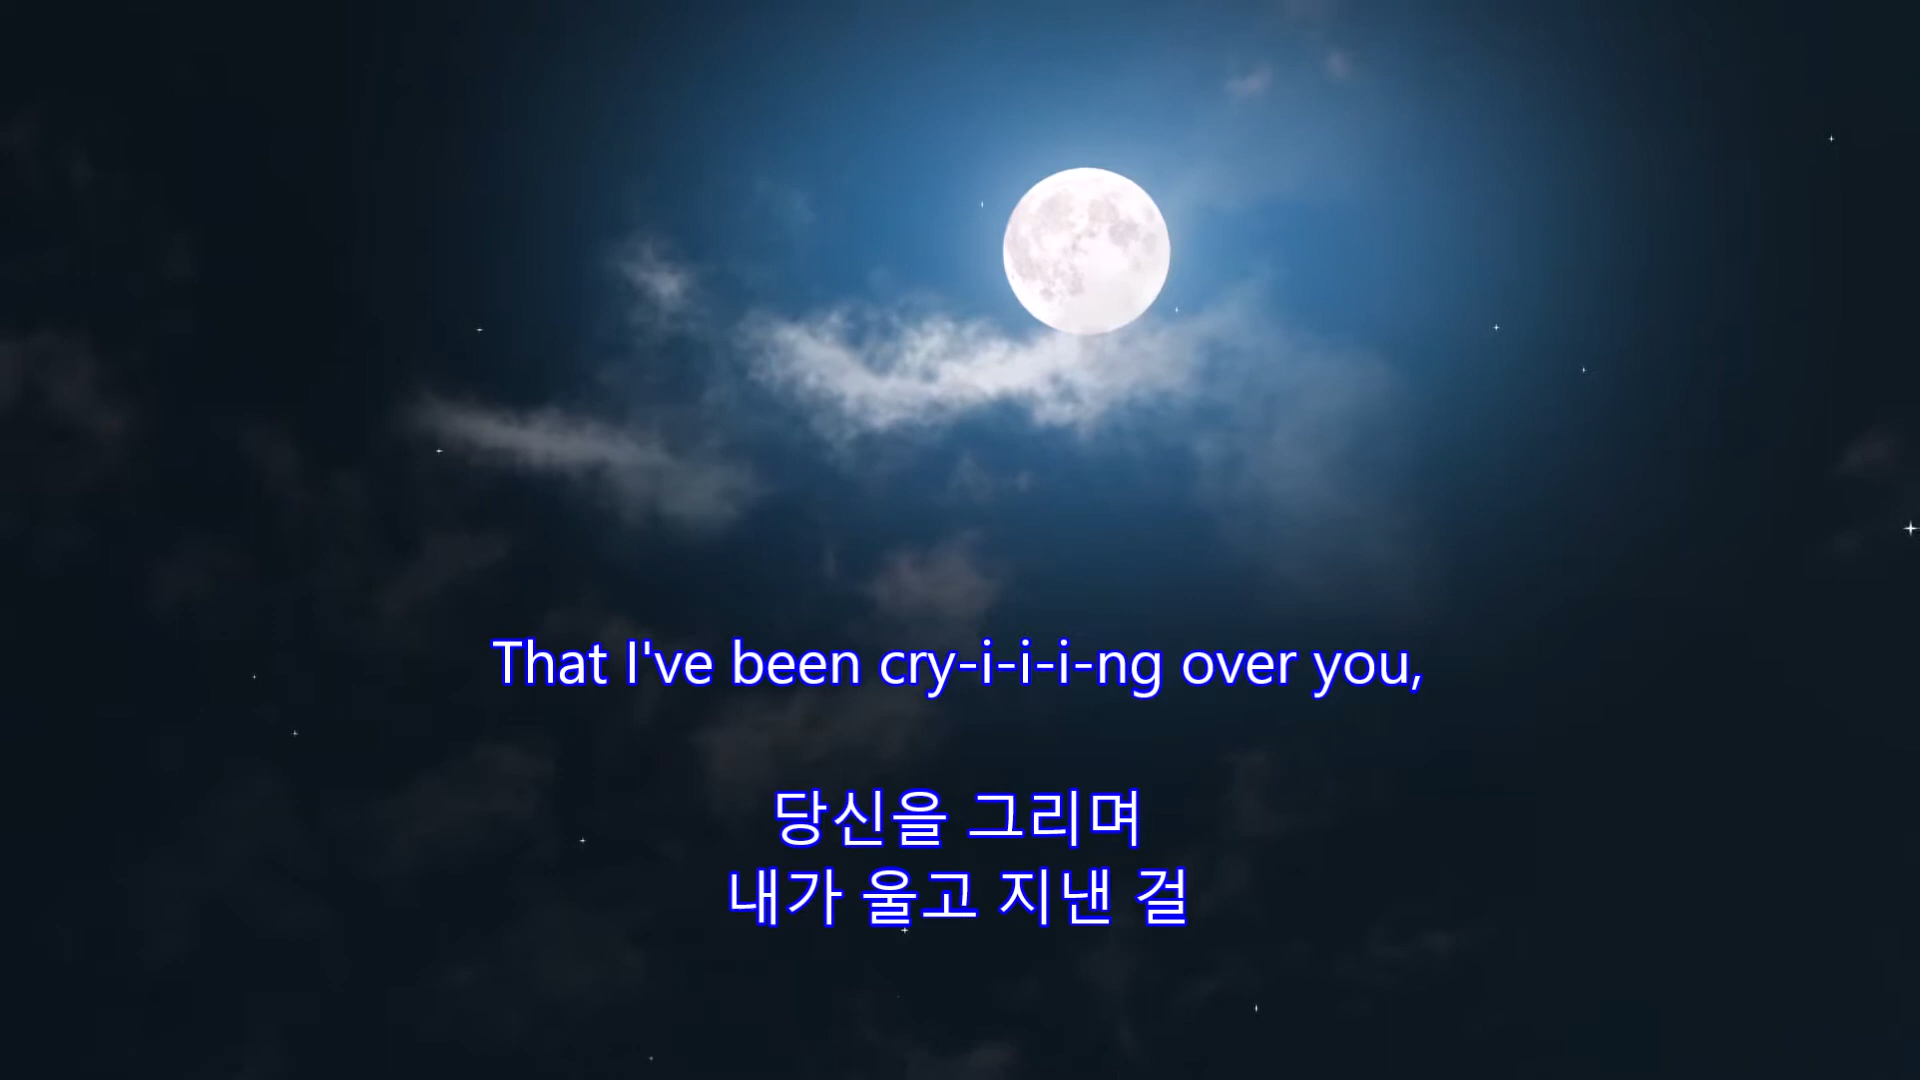 That I've been cry-i-i-i-ng over you,
당신을 그리며
내가 울고 지낸 걸